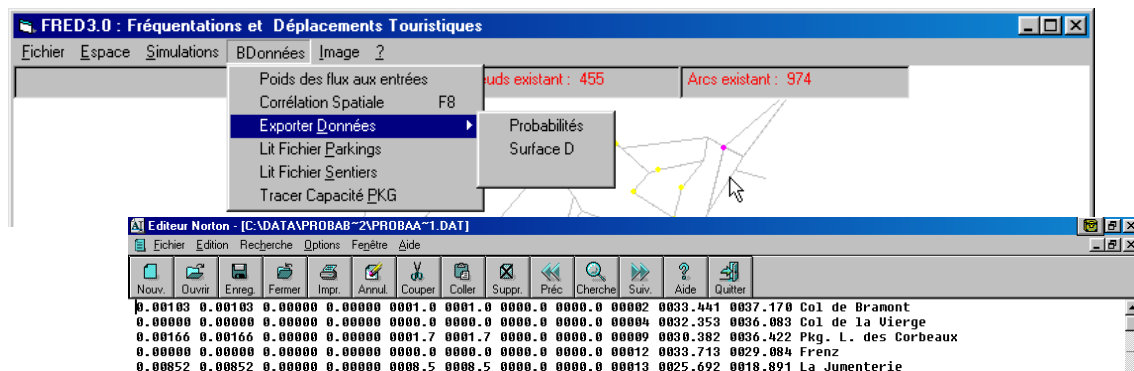 FRED3.0 : Fréquentations et Déplacements Touristiques
Fichier Espace Simulations BDonnées Image ?
Poids des flux aux entrées
Corrélation Spatiale F8
Exporter Données
Lit Fichier Parkings
Lit Fichier Sentiers
Tracer Capacité PKG
euds existant : 455 Arcs existant : 974
Probabilités
Surface D
Editeur Norton - [C:\DATA\PROBAB~2\PROBAA~1.DAT]
Fichier Edition Recherche Options Fenêtre Aide
Nouv. Ouvrir Enreg. Fermer Impr. Annul. Couper Coller Suppr. Préc Cherche Suiv. Aide Quitter
0.00103 0.00103 0.00000 0.00000 0001.0 0001.0 0000.0 0000.0 00002 0033.441 0037.170 Col de Bramont
0.00000 0.00000 0.00000 0.00000 0000.0 0000.0 0000.0 0000.0 00004 0032.353 0036.083 Col de la Vierge
0.00166 0.00166 0.00000 0.00000 0001.7 0001.7 0000.0 0000.0 00009 0030.382 0036.422 Pkg. L. des Corbeaux
0.00000 0.00000 0.00000 0.00000 0000.0 0000.0 0000.0 0000.0 00012 0033.713 0029.084 Frenz
0.00852 0.00852 0.00000 0.00000 0008.5 0008.5 0000.0 0000.0 00013 0025.692 0018.891 La Jumenterie